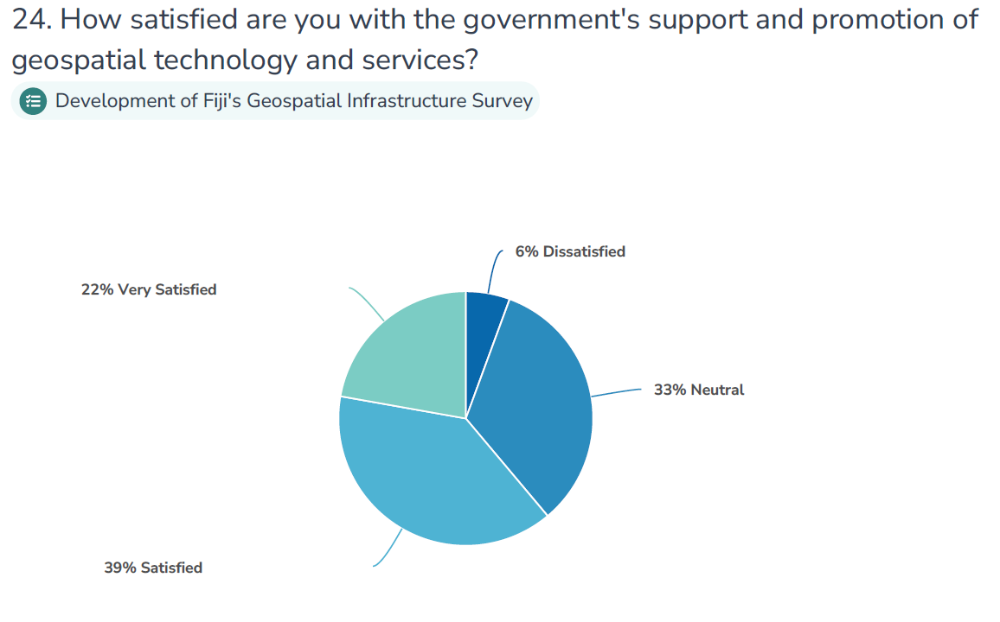 24. How satisfied are you with the government's support and promotion of
geospatial technology and services?
Development of Fiji's Geospatial Infrastructure Survey
6% Dissatisfied
22% Very Satisfied
33% Neutral
39% Satisfied